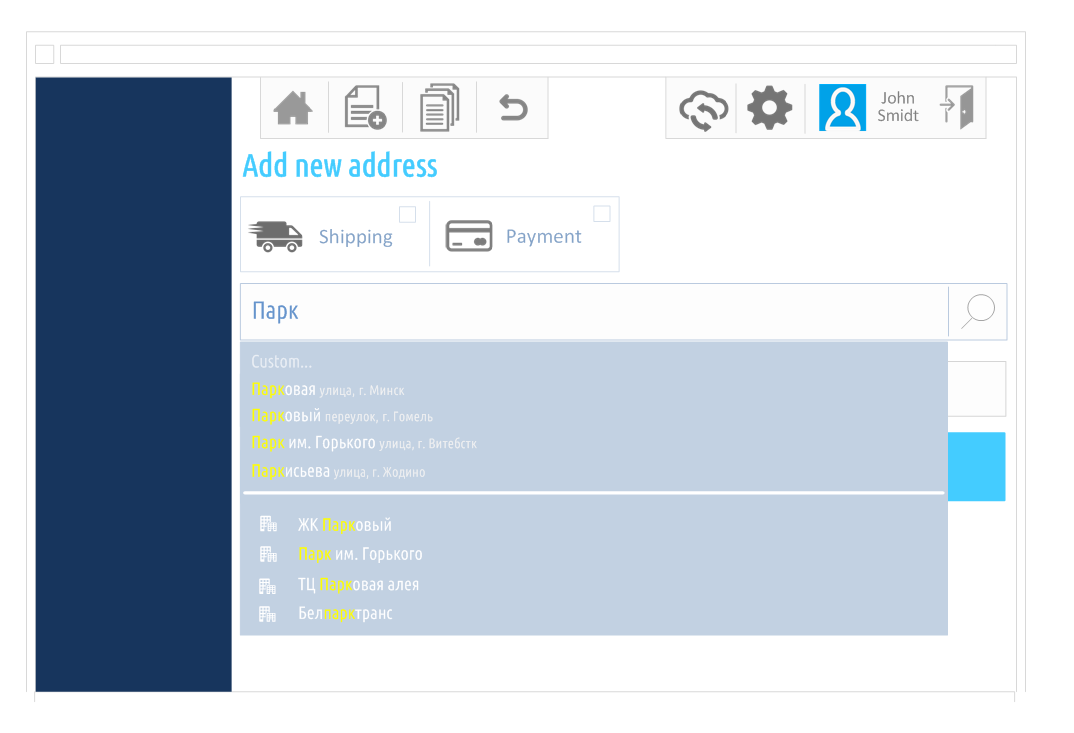 John
Smidt
Add new address
Shipping
Payment
Парк
Custom...
Парковая улица, г. Минск
Парковый переулок, г. Гомель
Парк им. Горького улица, г. Витебстк
Паркисьева улица, г. Жодино
ЖК Парковый
Парк им. Горького
ТЦ Парковая алея
Белпарктранс